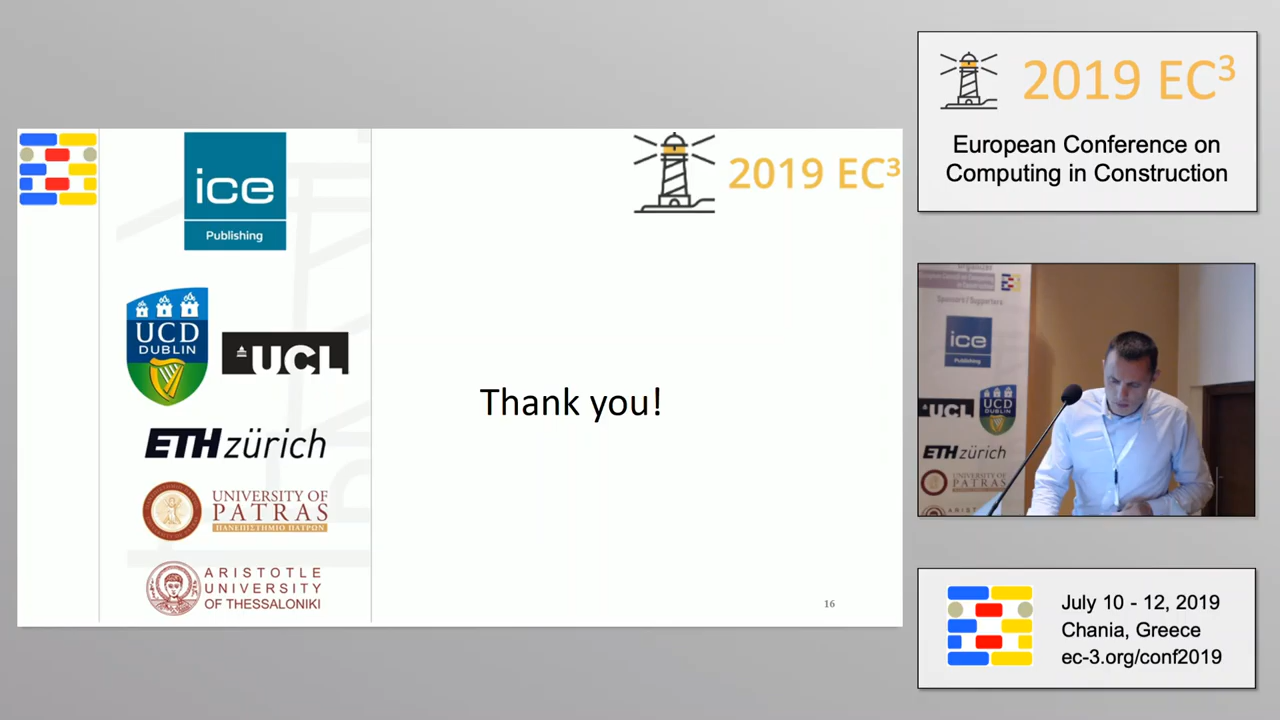 ice
Publishing
UCD
DUBLIN
UCL
ETH zürich
UNIVERSITY OF
PATRAS
ΠΑΝΕΠΙΣΤΗΜΙΟ ΠΑΤΡΩΝ
ARISTOTLE
UNIVERSITY
OF THESSALONIKI
2019 EC³
Thank you!
16
2019 EC³
European Conference on
Computing in Construction
Sponsors / Supporters
ice
Publishing
UCL
UCD
DUBLIN
ETH zürich
UNIVERSITY OF
PATRAS
July 10 - 12, 2019
Chania, Greece
ec-3.org/conf2019